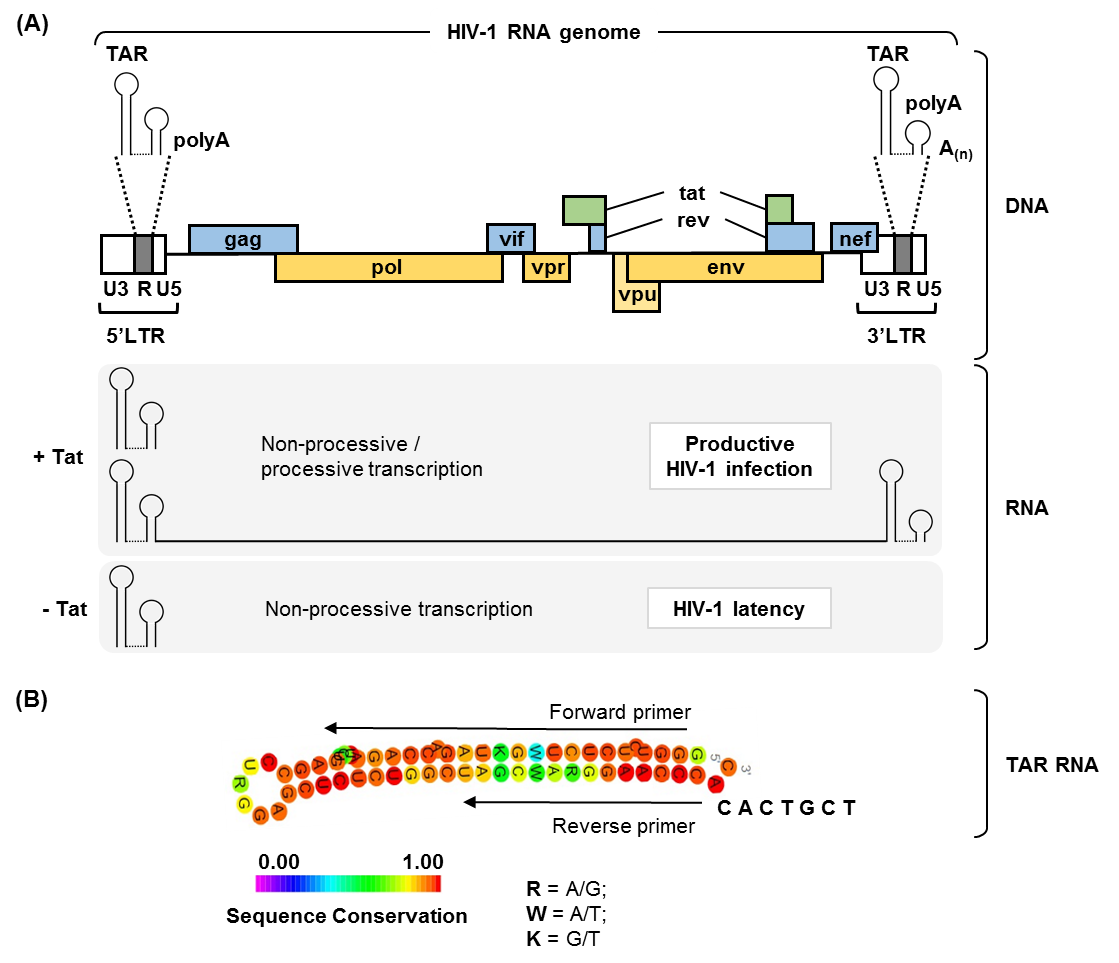 (A)
HIV-1 RNA genome
TAR
TAR
polyA
polyA
A(n)
DNA
tat
rev
gag
vif
nef
pol
vpr
env
vpu
U3 R U5
U3 R U5
5'LTR
3'LTR
+ Tat
Non-processive /
processive transcription
Productive
HIV-1 infection
RNA
- Tat
Non-processive transcription
HIV-1 latency
(B)
Forward primer
U C C G A G A G A C C A G A U K G W U C U C U C U G G G 5' C 3'
R G G A G C U C U C U G G C U A G C W A R G G A A C C C A
TAR RNA
C A C T G C T
Reverse primer
0.00 1.00
Sequence Conservation
R = A/G;
W = A/T;
K = G/T